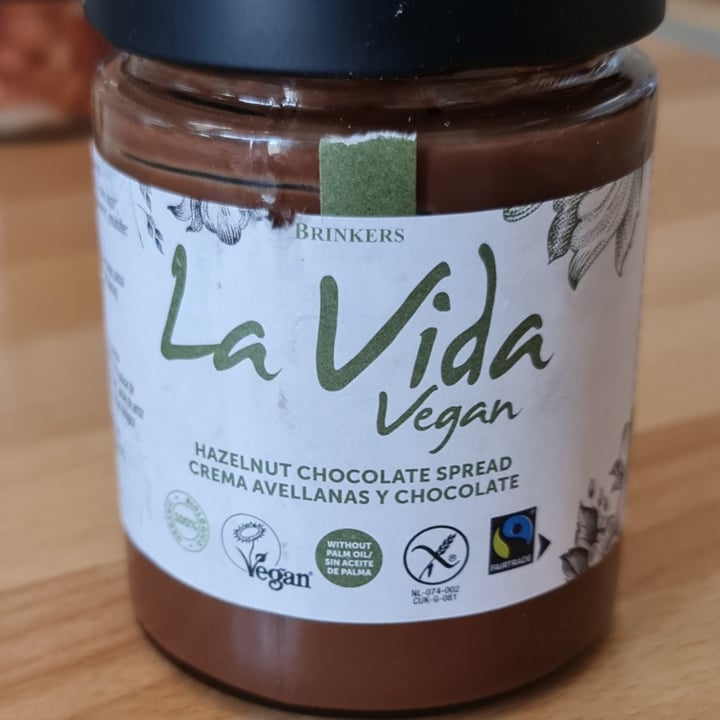 BRINKERS
La Vida
Vegan
HAZELNUT CHOCOLATE SPREAD
CREMA AVELLANAS Y CHOCOLATE
100%
Vegan
WITHOUT
PALM OIL/
SIN ACEITE
DE PALMA
®
NL-074-002
CUK-G-081
FAIRTRADE